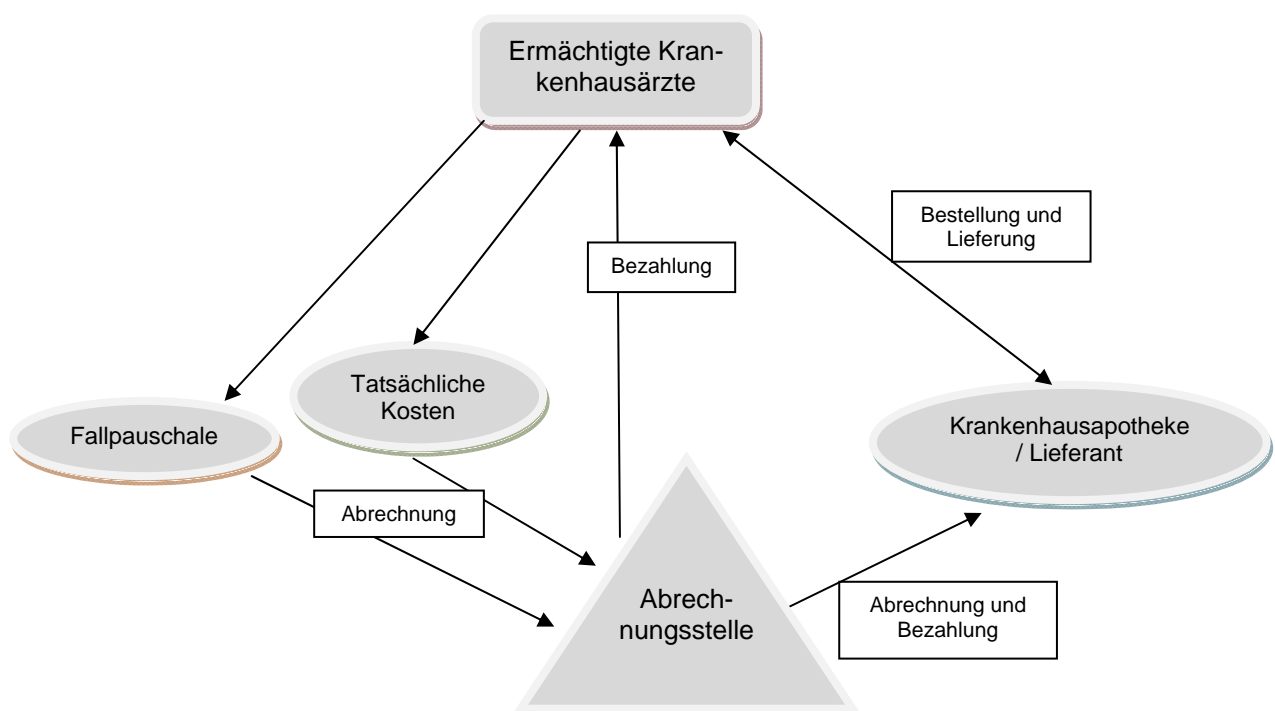 Ermächtigte Kran-
kenhausärzte
Bestellung und
Lieferung
Bezahlung
Tatsächliche
Kosten
Fallpauschale
Krankenhausapotheke
/ Lieferant
Abrechnung
Abrech-
nungsstelle
Abrechnung und
Bezahlung